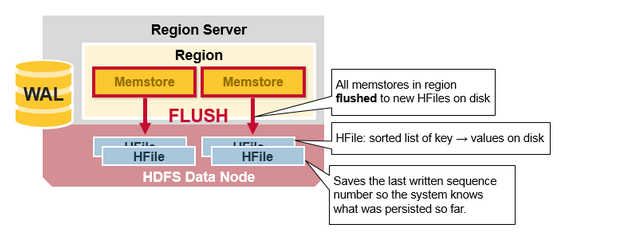 Region Server
Region
Memstore
Memstore
WAL
FLUSH
All memstores in region
flushed to new HFiles on disk
HFile: sorted list of key → values on disk
HFile
HFile
HFile
HFile
HDFS Data Node
Saves the last written sequence
number so the system knows
what was persisted so far.